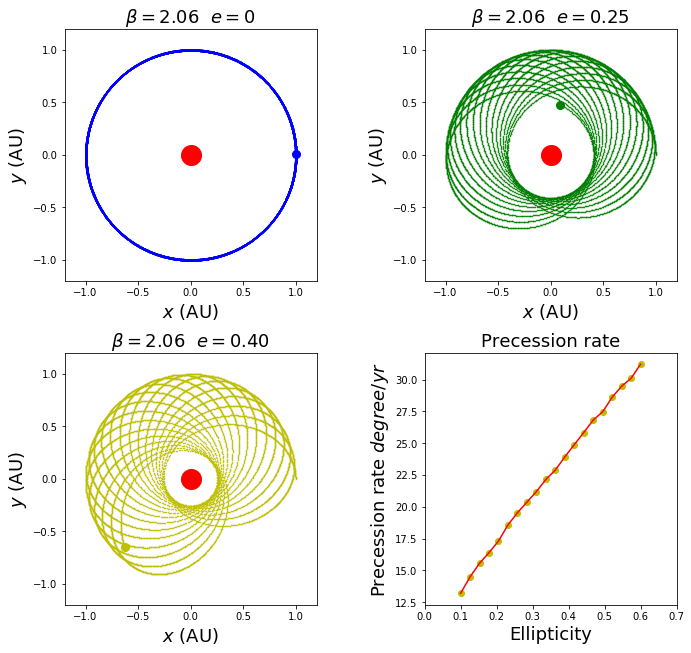 β = 2.06 e = 0
y (AU)
1.0
0.5
0.0
−0.5
−1.0
−1.0 −0.5 0.0 0.5 1.0
x (AU)
β = 2.06 e = 0.25
y (AU)
1.0
0.5
0.0
−0.5
−1.0
−1.0 −0.5 0.0 0.5 1.0
x (AU)
β = 2.06 e = 0.40
y (AU)
1.0
0.5
0.0
−0.5
−1.0
−1.0 −0.5 0.0 0.5 1.0
x (AU)
Precession rate
Precession rate degree/yr
30.0
27.5
25.0
22.5
20.0
17.5
15.0
12.5
0.0 0.1 0.2 0.3 0.4 0.5 0.6 0.7
Ellipticity